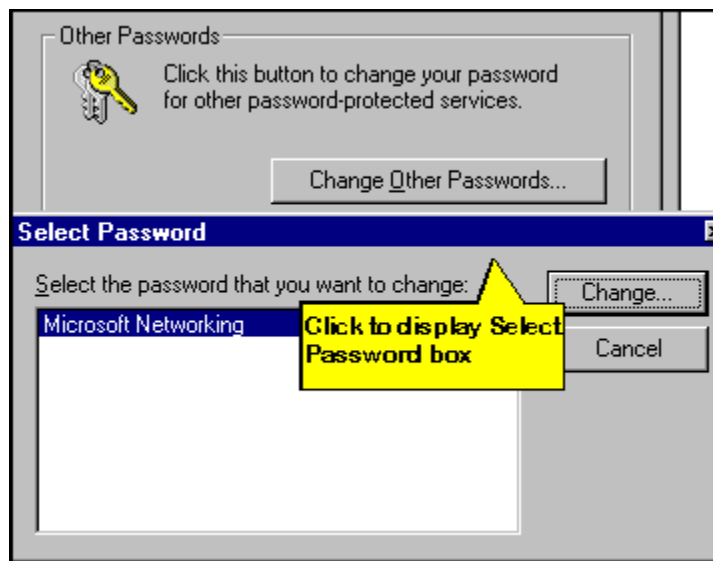 Other Passwords
Click this button to change your password
for other password-protected services.
Change Other Passwords...
Select Password
Select the password that you want to change:
Change...
Microsoft Networking
Click to display Select
Password box
Cancel